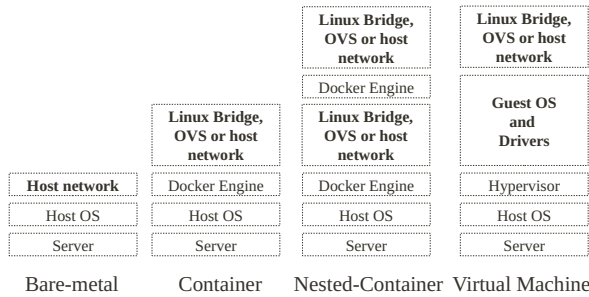 Linux Bridge,
OVS or host
network
Linux Bridge,
OVS or host
network
Docker Engine
Guest OS
and
Drivers
Linux Bridge,
OVS or host
network
Linux Bridge,
OVS or host
network
Host network
Docker Engine
Docker Engine
Hypervisor
Host OS
Host OS
Host OS
Host OS
Server
Server
Server
Server
Bare-metal
Container
Nested-Container
Virtual Machine